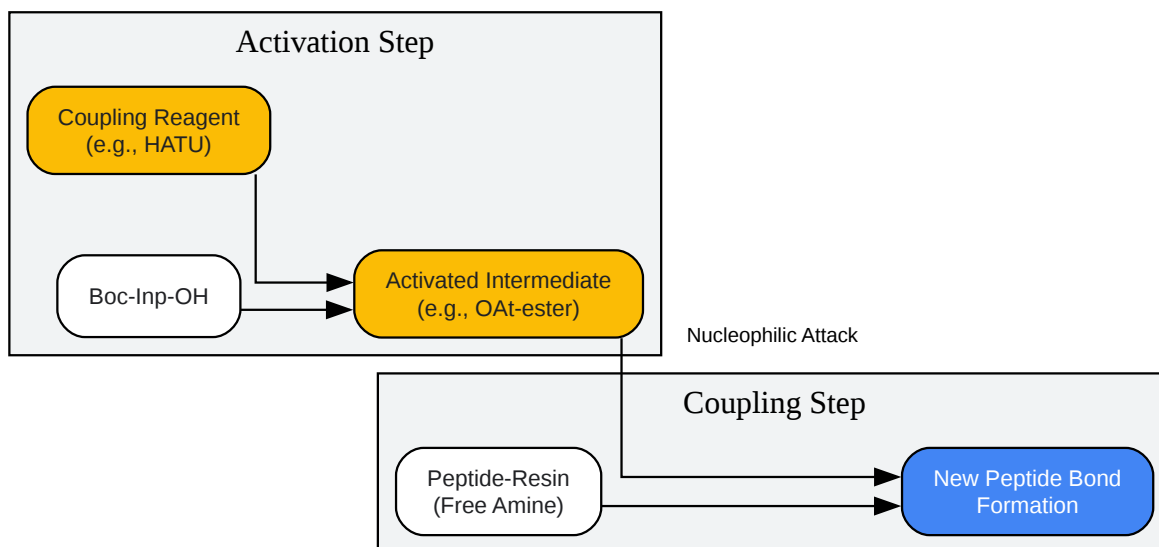 Activation Step
Coupling Reagent
(e.g., HATU)
Boc-Inp-OH
Activated Intermediate
(e.g., OAt-ester)
Nucleophilic Attack
Coupling Step
Peptide-Resin
(Free Amine)
New Peptide Bond
Formation